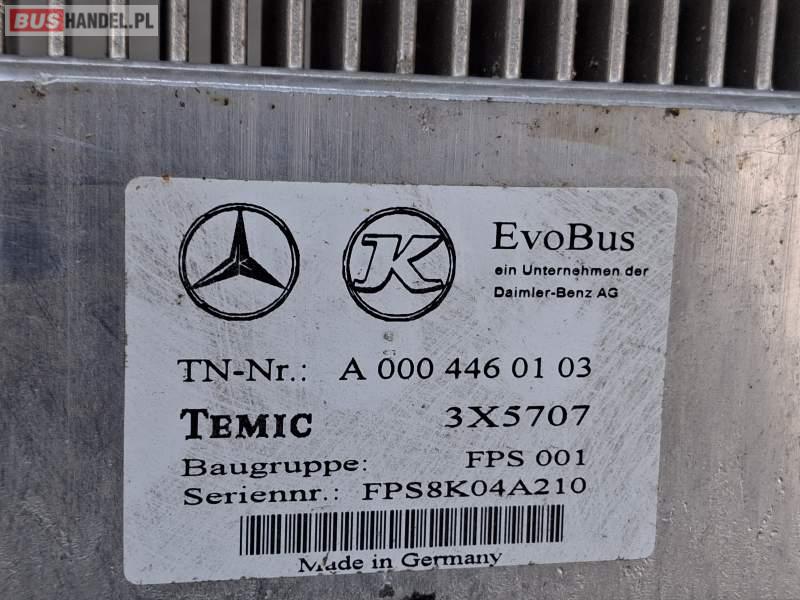 BUSHANDEL.PL
K
EvoBus
ein Unternehmen der
Daimler-Benz AG
TN-Nr.: A 000 446 01 03
TEMIC 3X5707
Baugruppe: FPS 001
Seriennr.: FPS8K04A210
Made in Germany